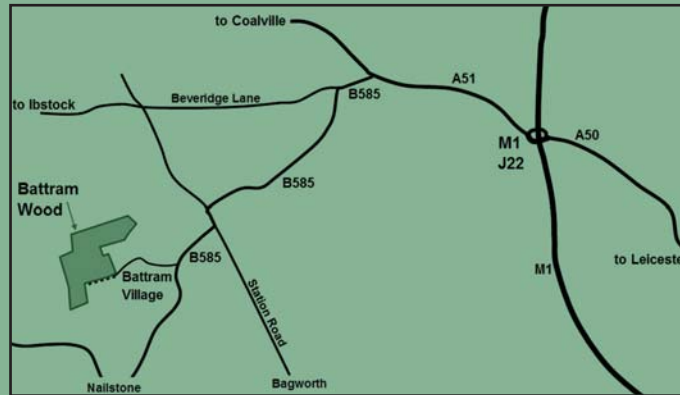 to Coalville
A51
B585
Beveridge Lane
to Ibstock
M1
J22
A50
B585
Battram
Wood
B585
to Leiceste
M1
Battram
Village
Station Road
Nailstone
Bagworth